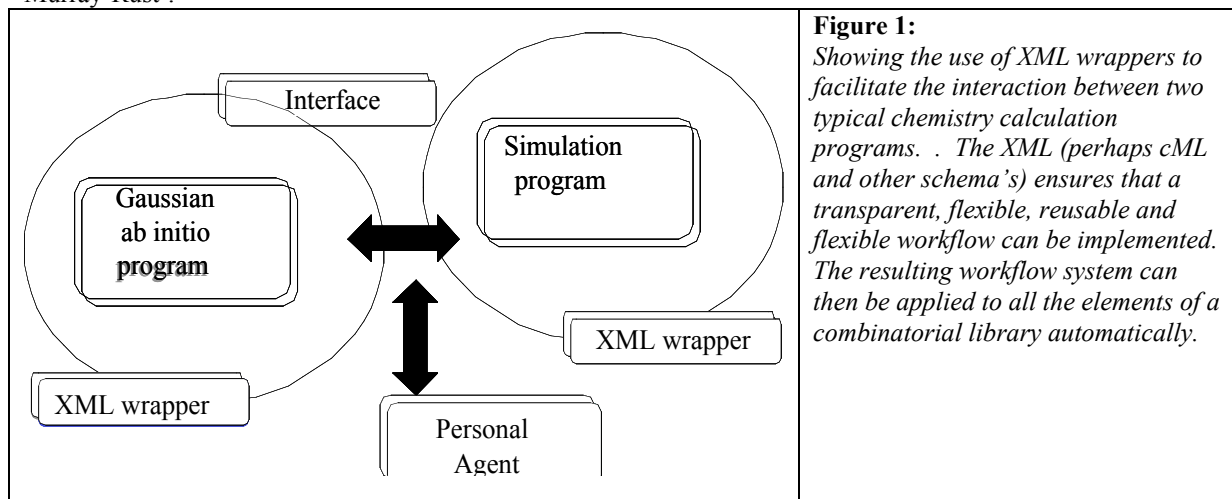 Murray-Rust .
Interface
Gaussian
ab initio
program
Simulation
program
XML wrapper
XML wrapper
Personal
Agent
Figure 1:
Showing the use of XML wrappers to
facilitate the interaction between two
typical chemistry calculation
programs. . The XML (perhaps cML
and other schema's) ensures that a
transparent, flexible, reusable and
flexible workflow can be implemented.
The resulting workflow system can
then be applied to all the elements of a
combinatorial library automatically.